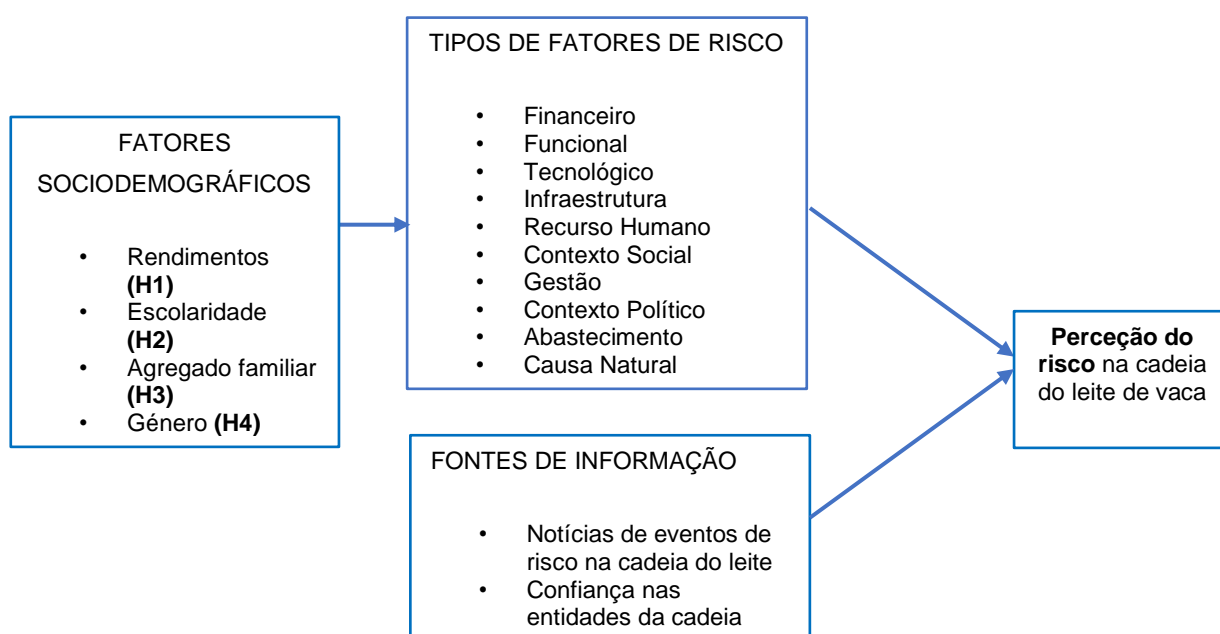 FATORES
SOCIODEMOGRÁFICOS
• Rendimentos
(H1)
• Escolaridade
(H2)
• Agregado familiar
(H3)
• Género (H4)
TIPOS DE FATORES DE RISCO
• Financeiro
• Funcional
• Tecnológico
• Infraestrutura
• Recurso Humano
• Contexto Social
• Gestão
• Contexto Político
• Abastecimento
• Causa Natural
FONTES DE INFORMAÇÃO
• Notícias de eventos de
risco na cadeia do leite
• Confiança nas
entidades da cadeia
Perceção do
risco na cadeia
do leite de vaca